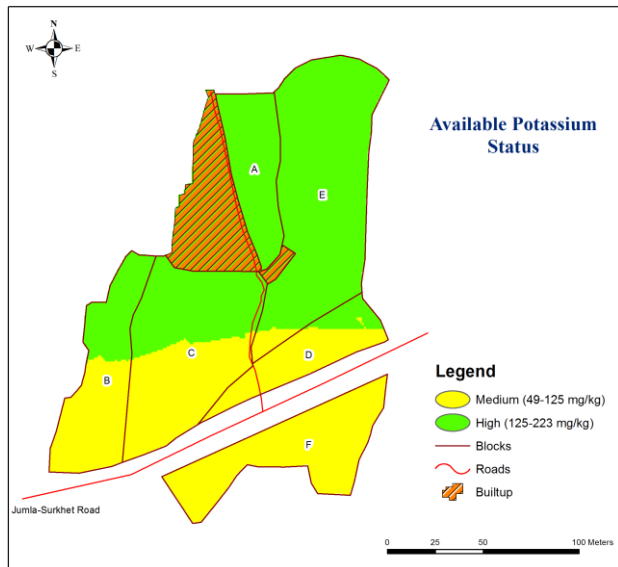 N
W E
S
Available Potassium
Status
A
E
B
C
D
F
Legend
Medium (49-125 mg/kg)
High (125-223 mg/kg)
Blocks
Roads
Builtup
Jumla-Surkhet Road
0 25 50 100 Meters